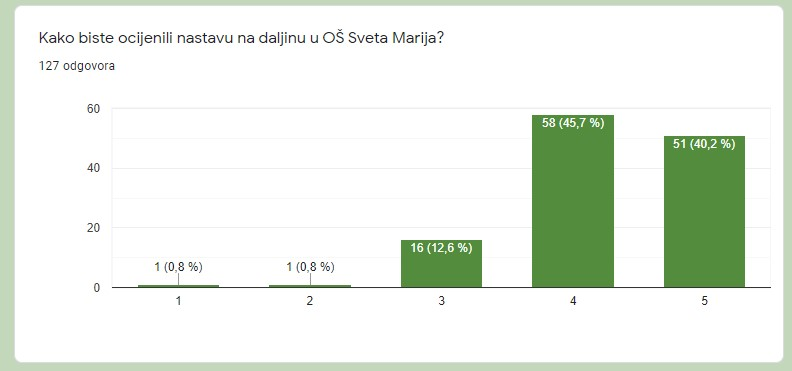 Kako biste ocijenili nastavu na daljinu u OŠ Sveta Marija?
127 odgovora
60
40
20
0
1 (0,8 %)
1 (0,8 %)
16 (12,6 %)
58 (45,7 %)
51 (40,2 %)
1
2
3
4
5